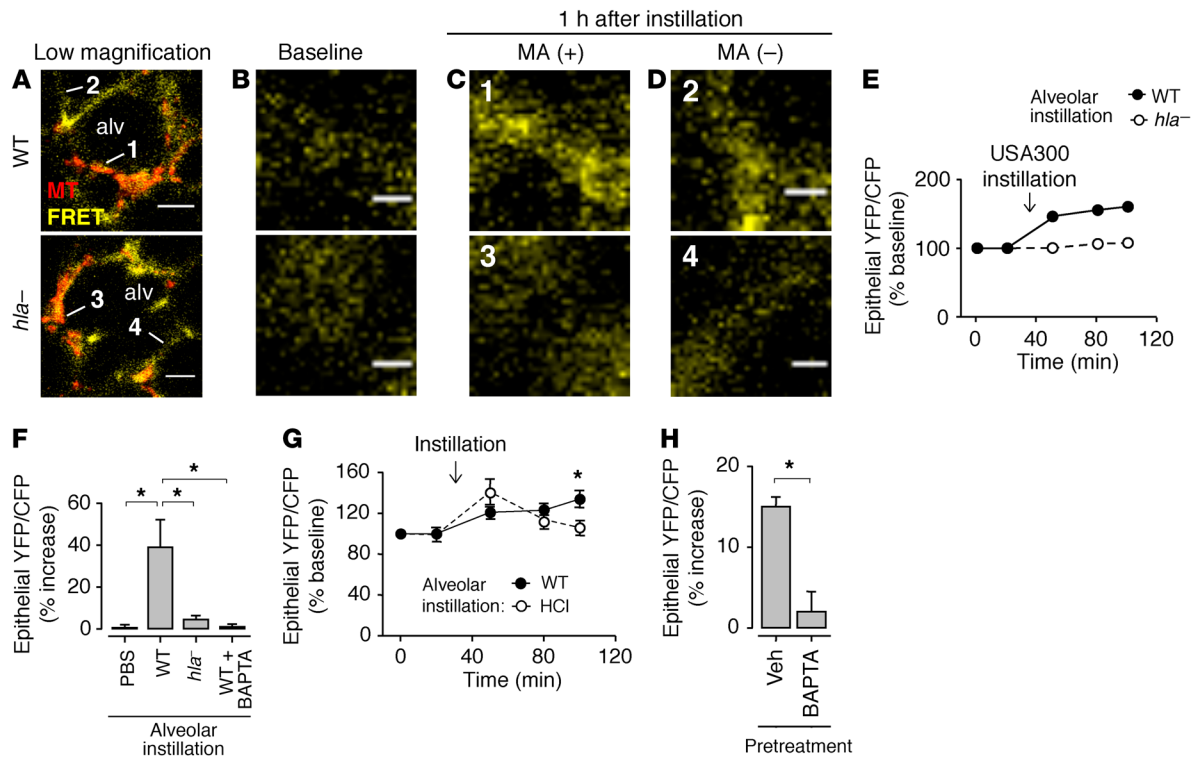 1 h after instillation
Low magnification
Baseline
MA (+)
MA (–)
A
2
alv
1
MT
FRET
WT
B
C
1
D
2
E
Alveolar
instillation
WT
hla–
USA300
instillation
200
100
0
Epithelial YFP/CFP
(% baseline)
0 40 80 120
Time (min)
hla–
alv
3
4
3
4
F
Epithelial YFP/CFP
(% increase)
60
40
20
0
*
* *
PBS
WT
hla–
WT +
BAPTA
Alveolar
instillation
G
Instillation
Epithelial YFP/CFP
(% baseline)
160
120
80
40
0
*
Alveolar
instillation:
WT
HCl
0 40 80 120
Time (min)
H
Epithelial YFP/CFP
(% increase)
20
10
0
*
Veh
BAPTA
Pretreatment